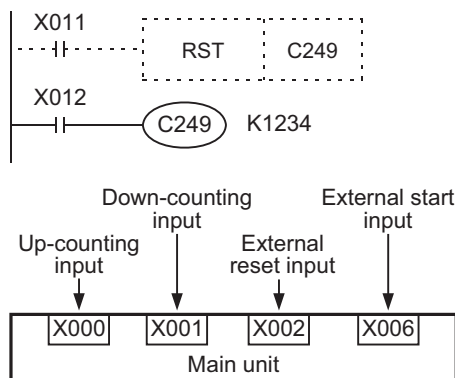 X011
RST C249
X012
C249 K1234
Down-counting
input
External start
input
Up-counting
input
External
reset input
X000 X001 X002 X006
Main unit